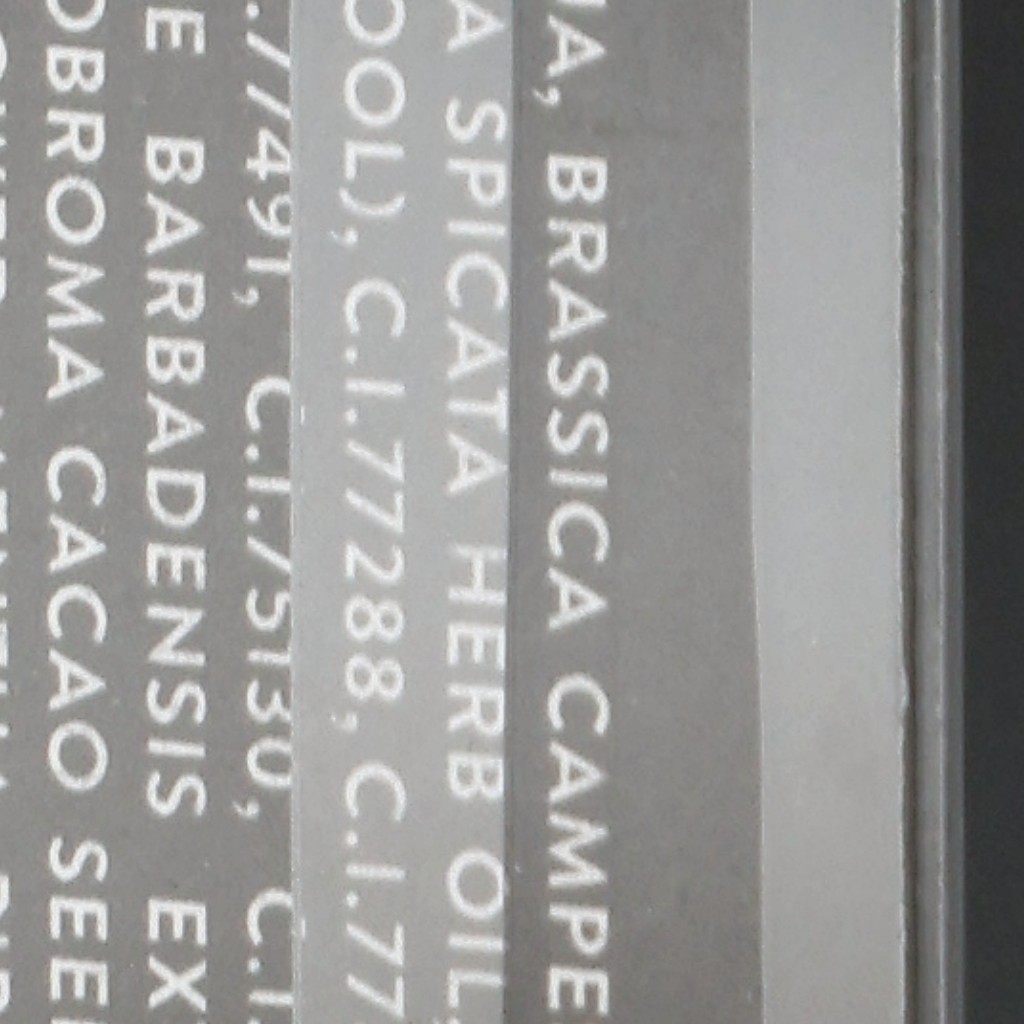 BRASSICA CAMPE
A SPICATA HERB OIL,
OOL), C.I.77288, C.I.77
.77491, C.I.75130, C.I.
E BARBADENSIS EX
OBROMA CACAO SEE